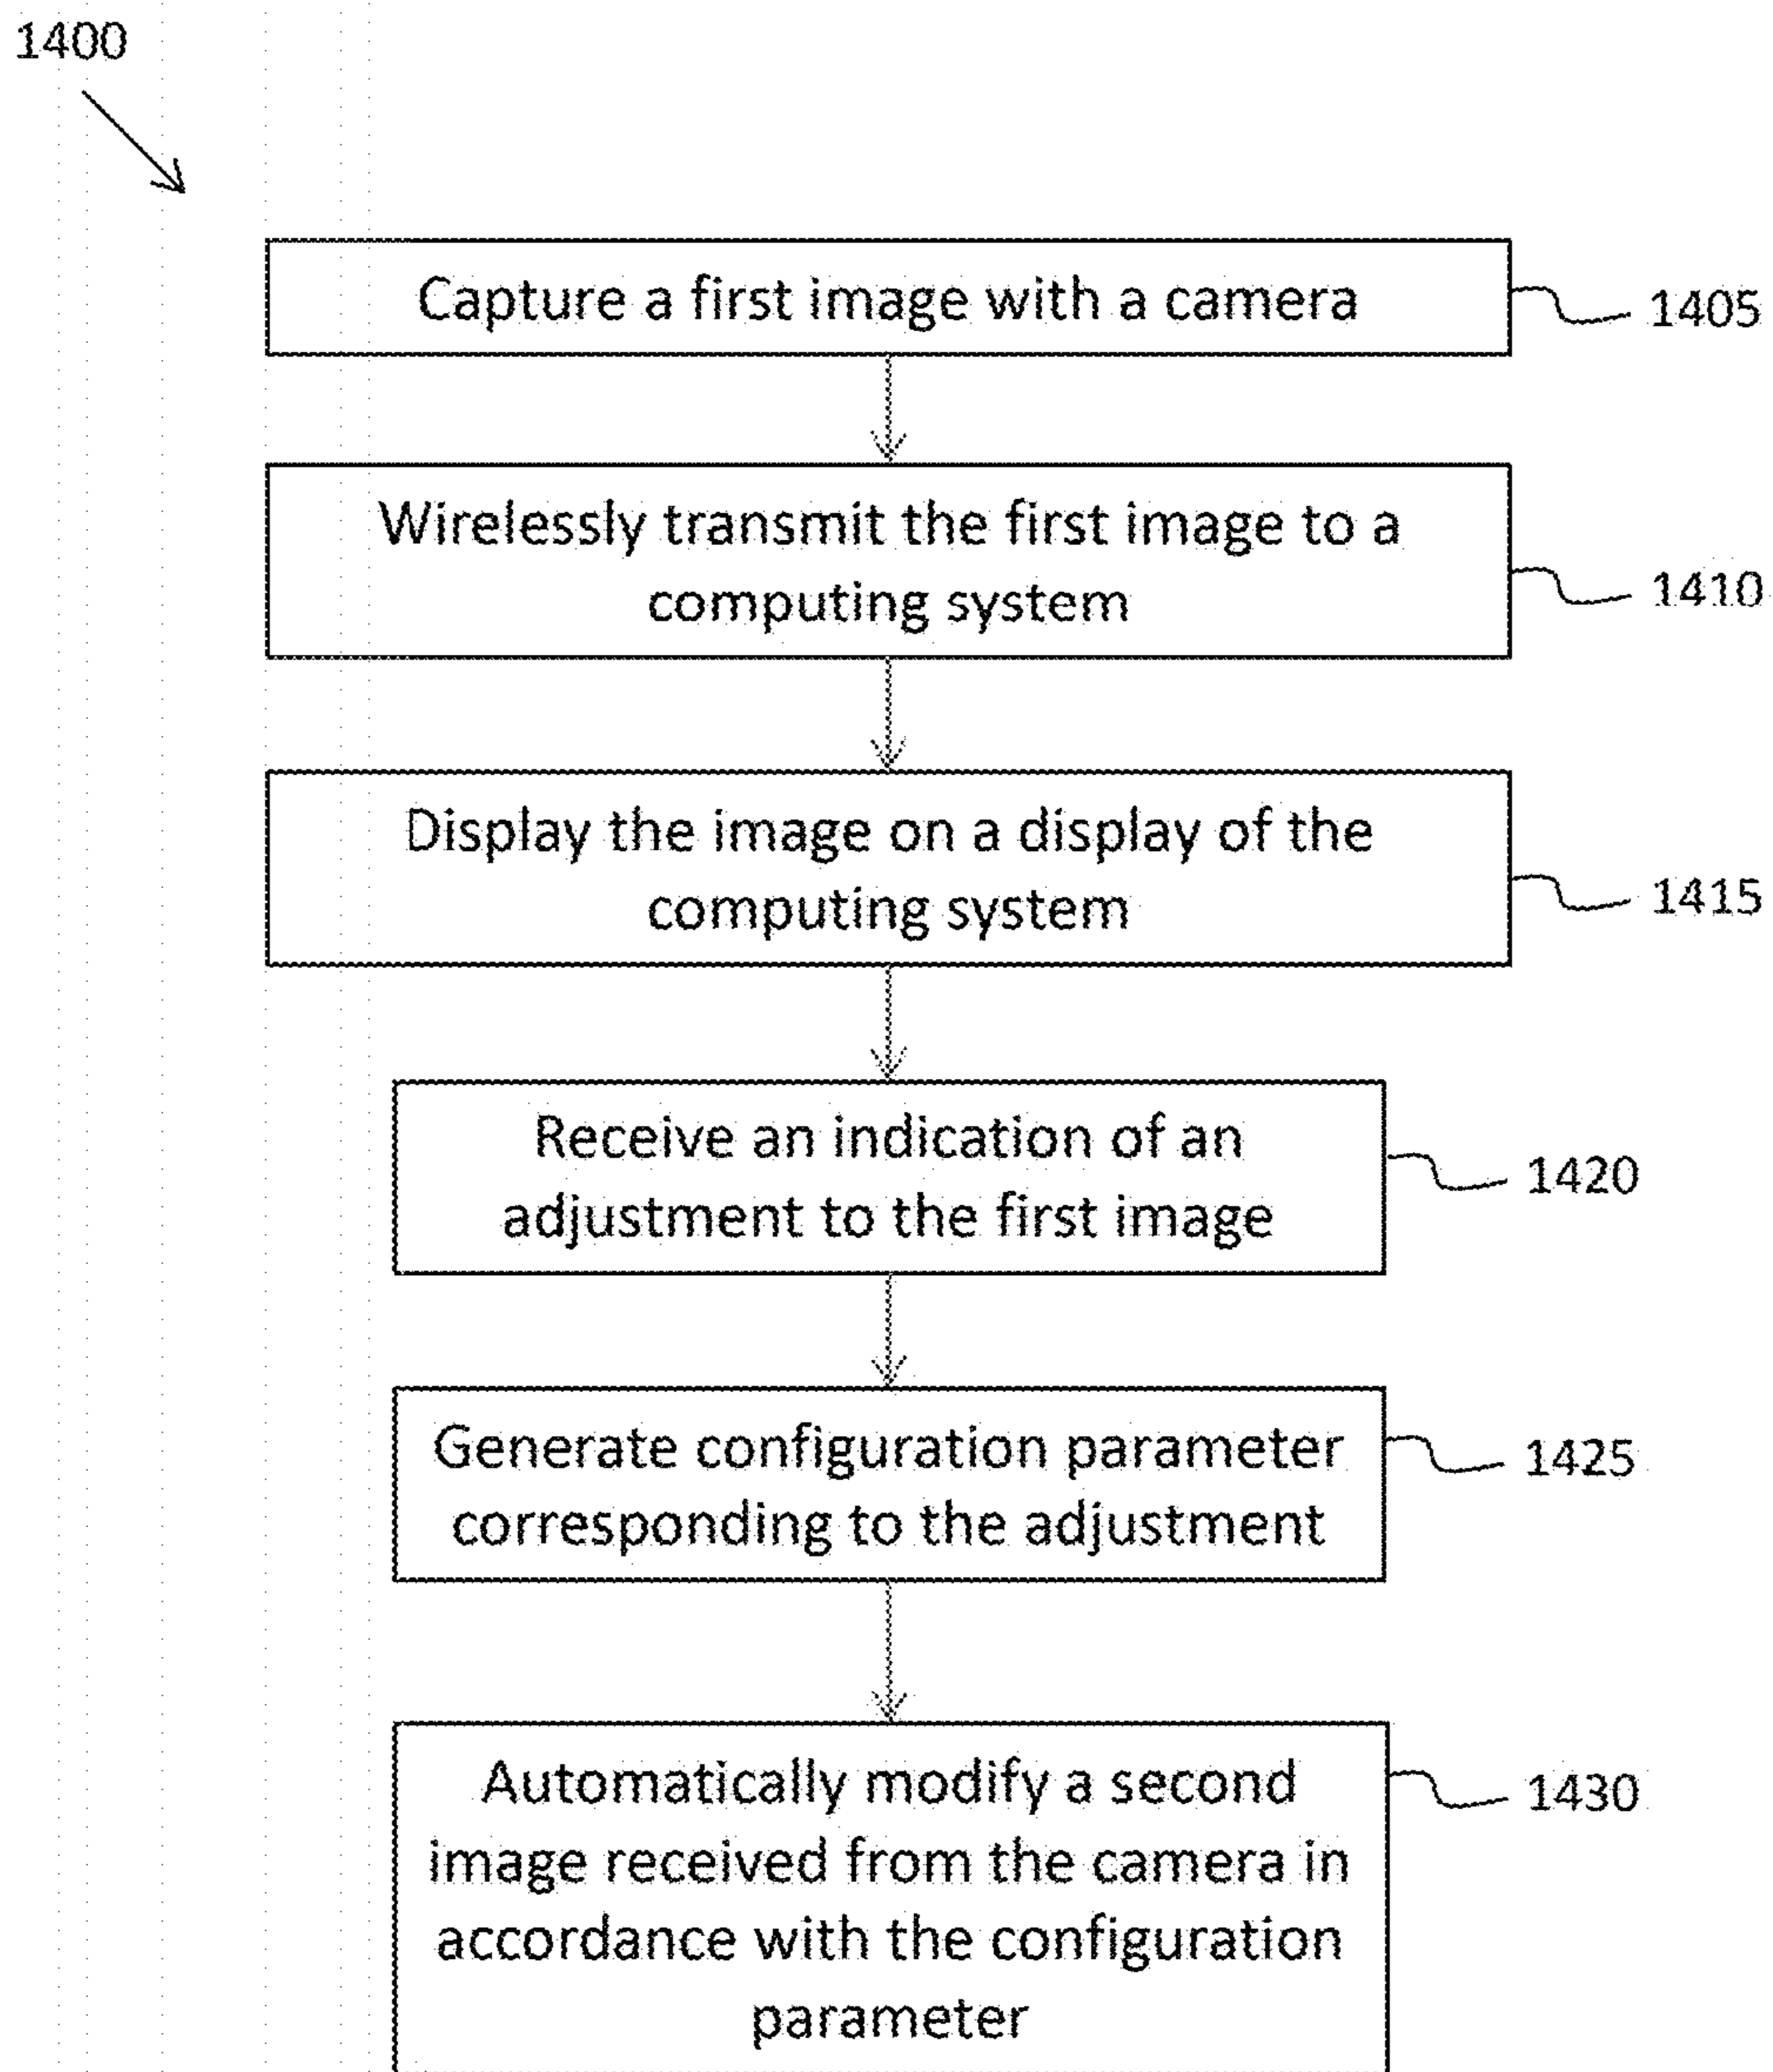 1400
Capture a first image with a camera
1405
Wirelessly transmit the first image to a
computing system
1410
Display the image on a display of the
computing system
1415
Receive an indication of an
adjustment to the first image
1420
Generate configuration parameter
corresponding to the adjustment
1425
Automatically modify a second
image received from the camera in
accordance with the configuration
parameter
1430